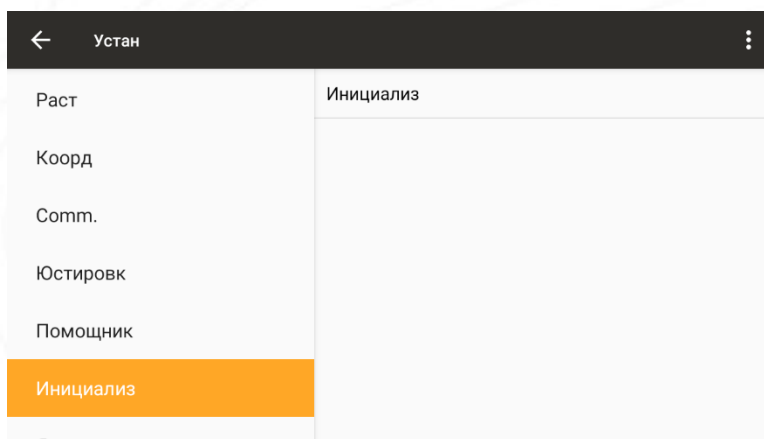 Устан
Раст
Инициализ
Коорд
Comm.
Юстировк
Помощник
Инициализ